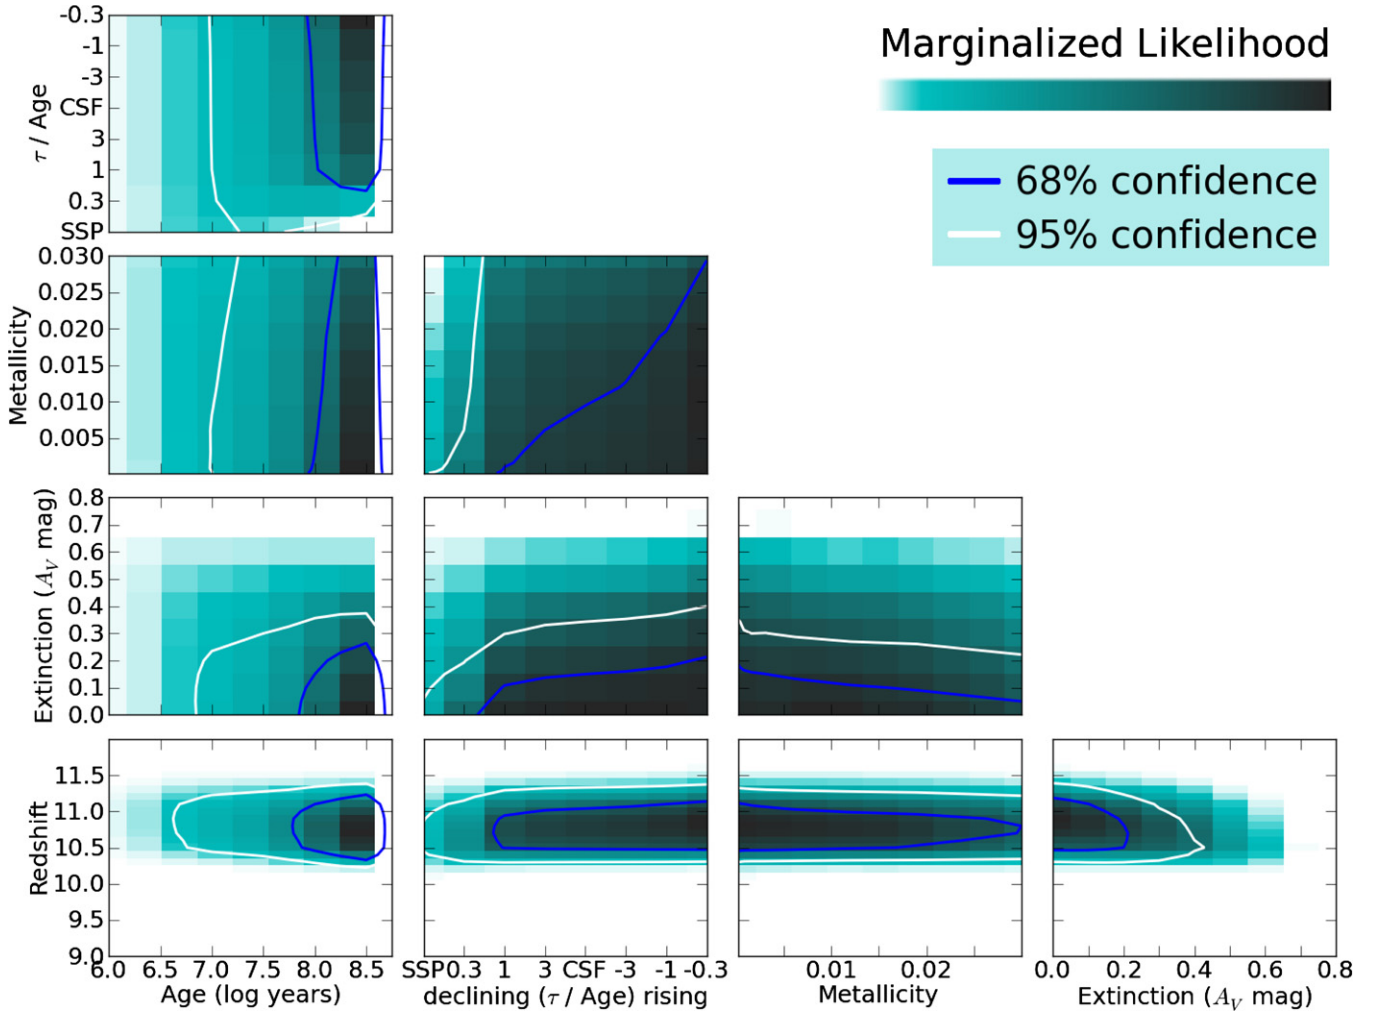 Marginalized Likelihood
68% confidence
95% confidence
-0.3
-1
-3
CSF
3
1
0.3
SSP
τ / Age
0.030
0.025
0.020
0.015
0.010
0.005
Metallicity
0.8
0.7
0.6
0.5
0.4
0.3
0.2
0.1
0.0
Extinction (A_V mag)
11.5
11.0
10.5
10.0
9.5
9.0
Redshift
6.0 6.5 7.0 7.5 8.0 8.5
Age (log years)
SSP 0.3 1 3 CSF -3 -1 -0.3
declining (τ / Age) rising
0.01 0.02
Metallicity
0.0 0.2 0.4 0.6 0.8
Extinction (A_V mag)